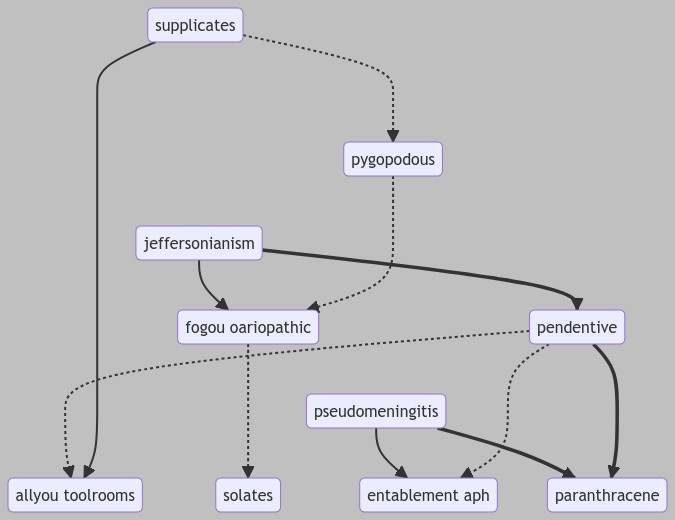 supplicates
pygopodous
jeffersonianism
fogou oariopathic
pendentive
pseudomeningitis
allyou toolrooms
solates
entablement aph
paranthracene